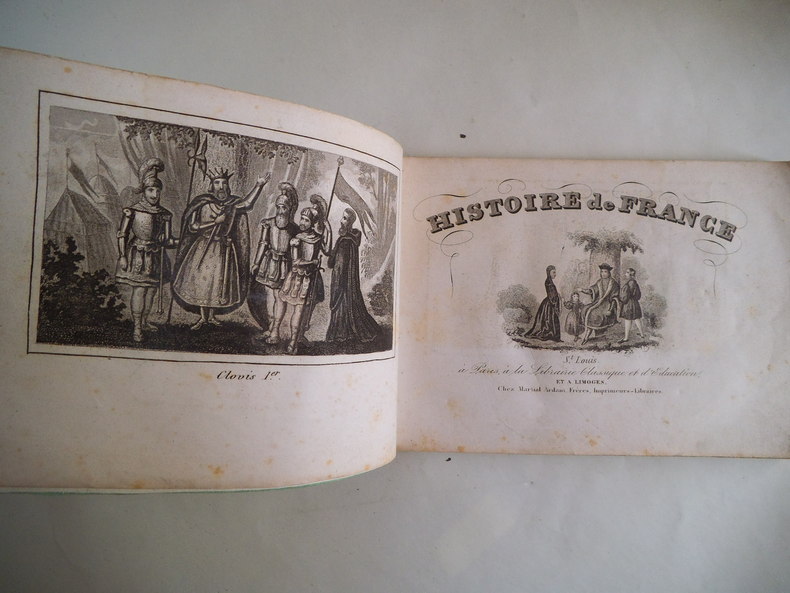 Clovis 1er.
HISTOIRE de FRANCE
St. Louis
à Paris, à la Librairie Classique et d'Education,
ET A LIMOGES,
Chez Martial Ardant Frères, Imprimeurs-Libraires.